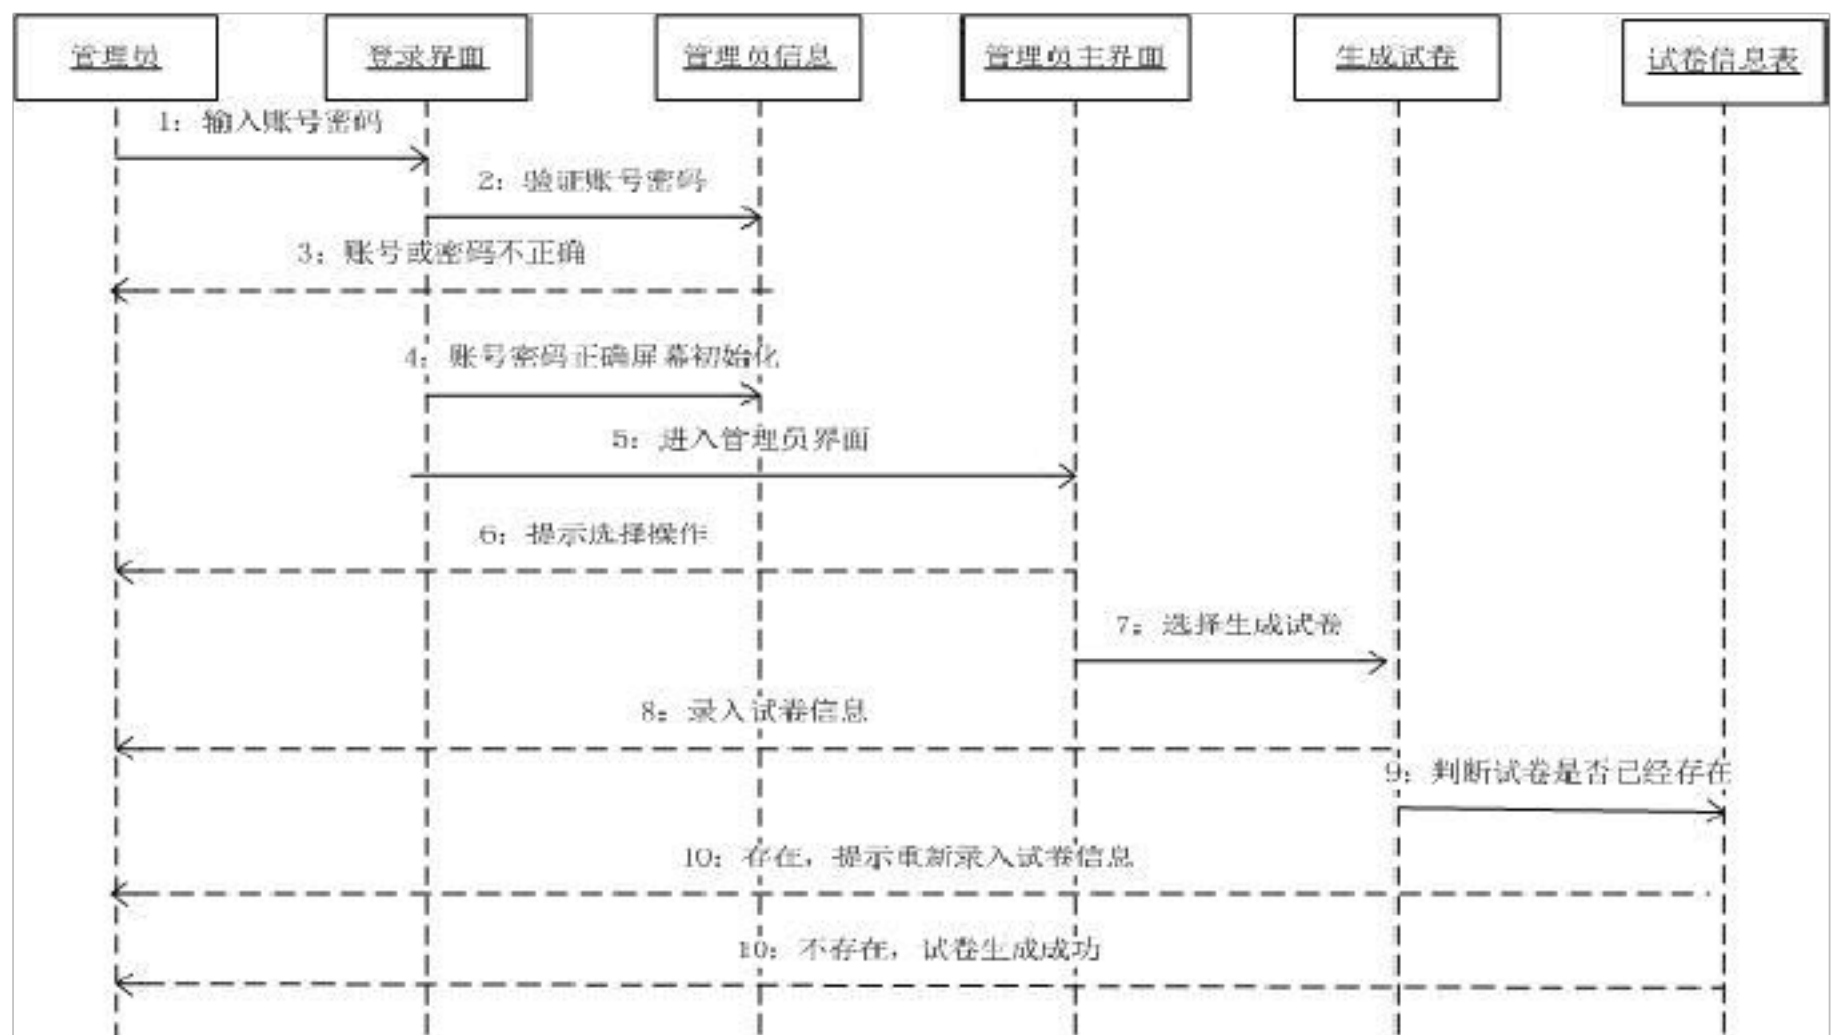 管理员
登录界面
管理员信息
管理员主界面
生成试卷
试卷信息表
1：输入账号密码
2：验证账号密码
3：账号或密码不正确
4：账号密码正确屏幕初始化
5：进入管理员界面
6：提示选择操作
7：选择生成试卷
8：录入试卷信息
9：判断试卷是否已经存在
10：存在，提示重新录入试卷信息
10：不存在，试卷生成成功